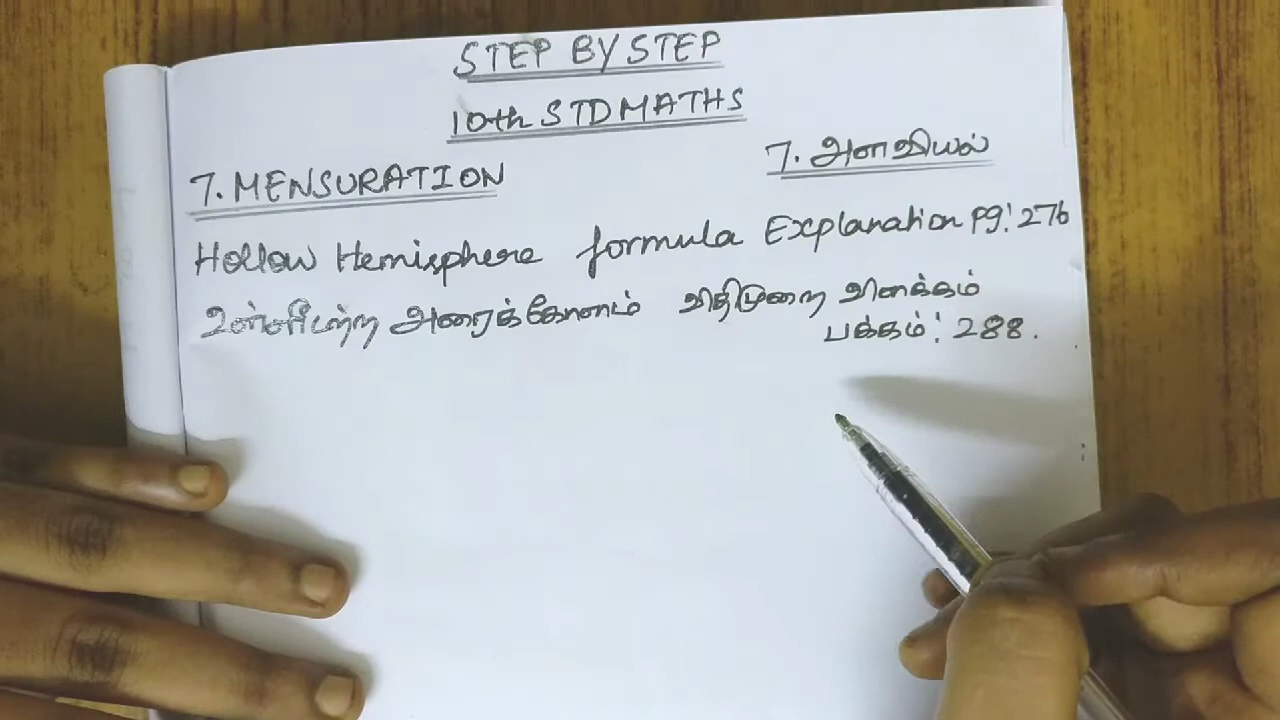 STEP BY STEP
10th STD MATHS
7. MENSURATION
7. அளவியல்
Hollow Hemisphere formula Explanation Pg: 276
உள்ளீடற்ற அரைக்கோளம் விதிமுறை விளக்கம்
பக்கம்: 288.